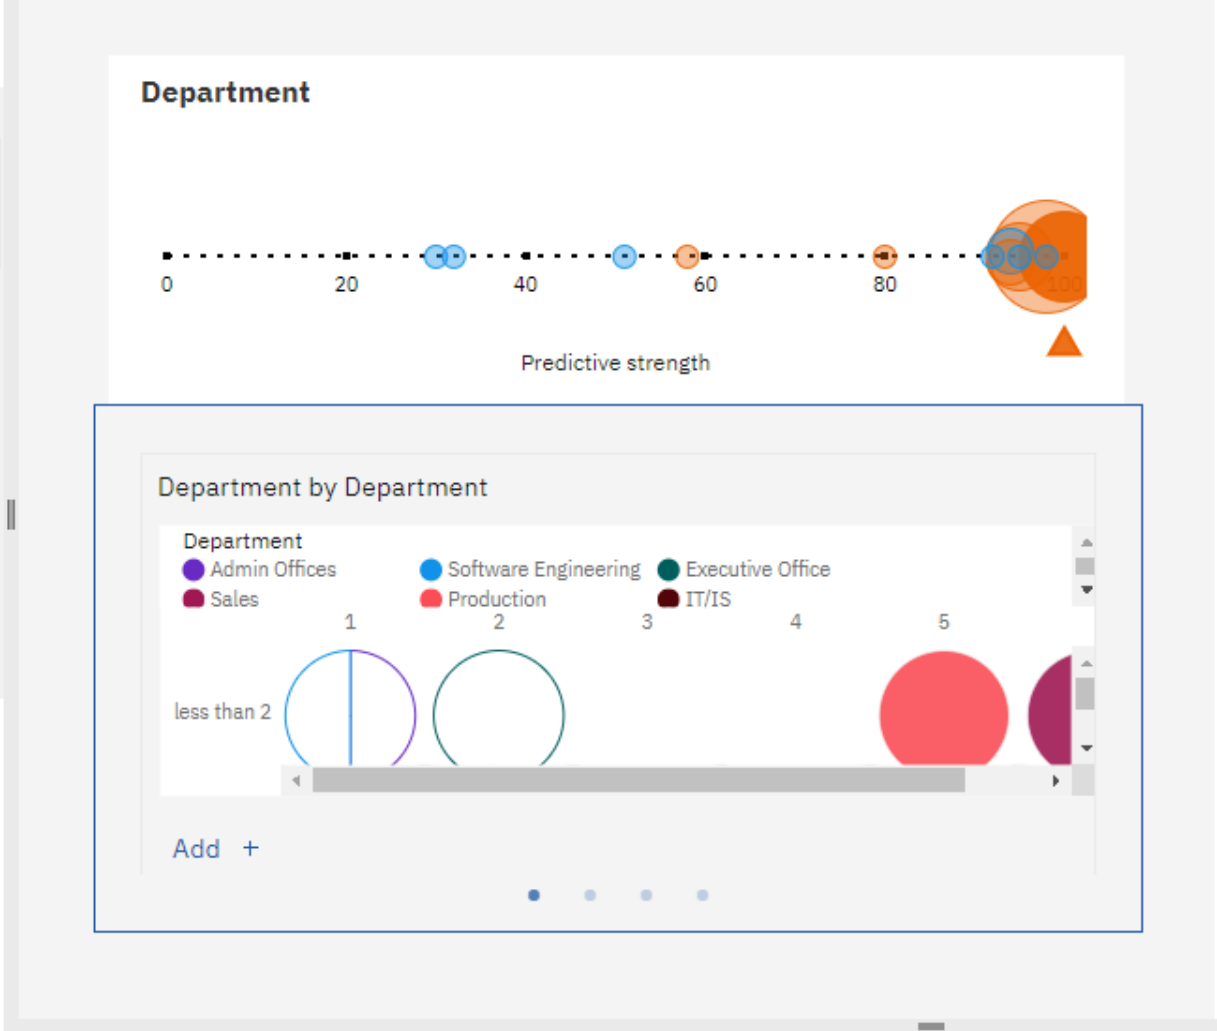 Department
0 20 40 60 80 100
Predictive strength
Department by Department
Department
Admin Offices Software Engineering Executive Office
Sales Production IT/IS
1 2 3 4 5
less than 2
Add +